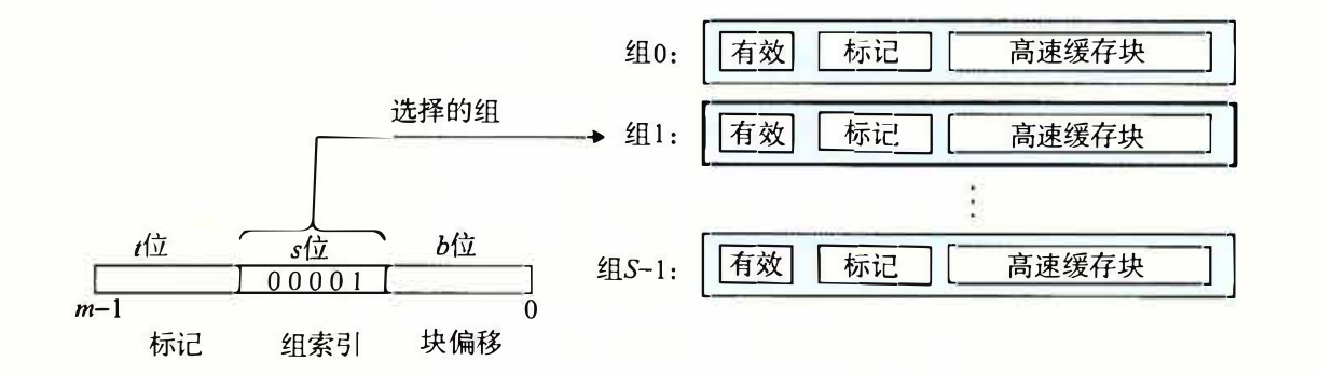 组0： 有效 标记 高速缓存块
选择的组
组1： 有效 标记 高速缓存块
⋮
t位 s位 b位
组S-1： 有效 标记 高速缓存块
0 0 0 0 1
m-1 0
标记 组索引 块偏移